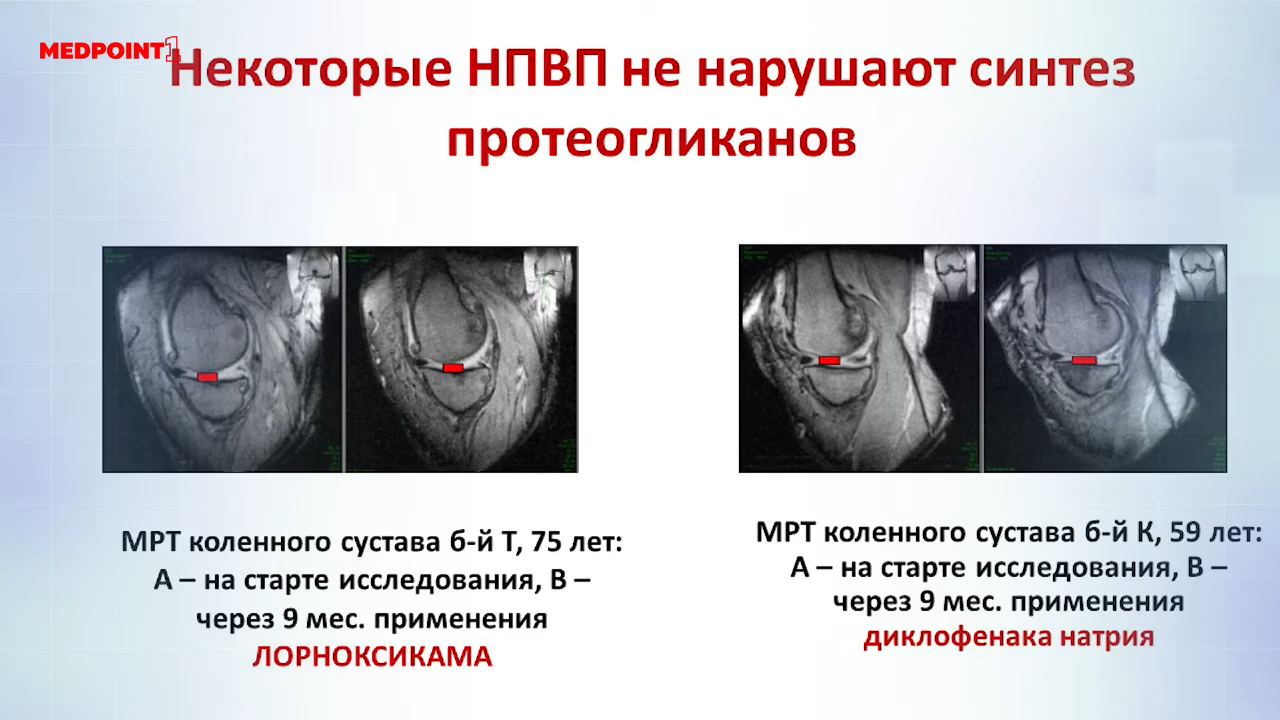 MEDPOINT1
Некоторые НПВП не нарушают синтез
протеогликанов
МРТ коленного сустава б-й Т, 75 лет:
А – на старте исследования, В –
через 9 мес. применения
ЛОРНОКСИКАМА
МРТ коленного сустава б-й К, 59 лет:
А – на старте исследования, В –
через 9 мес. применения
диклофенака натрия